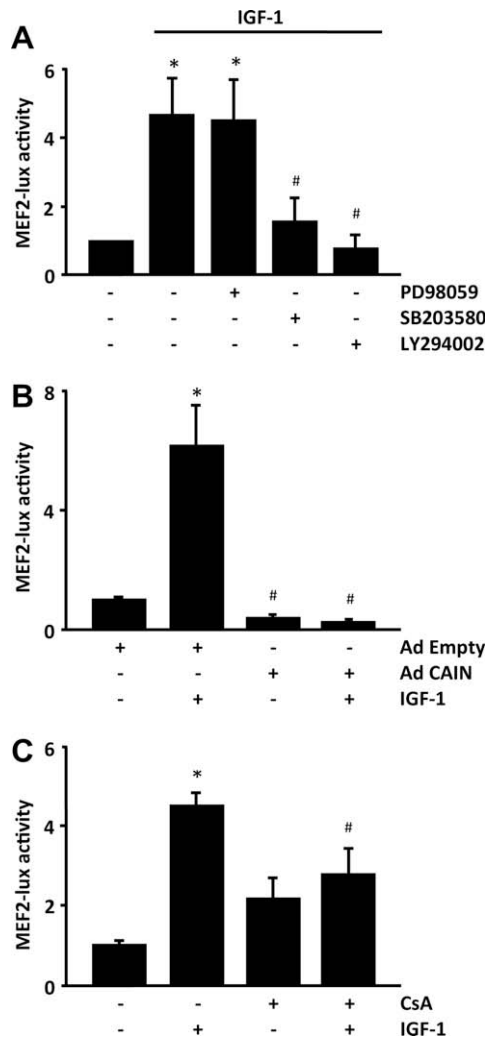 A
IGF-1
MEF2-lux activity
6
4
2
0
* * # #
- - + - - PD98059
- - - + - SB203580
- - - - + LY294002
B
MEF2-lux activity
8
4
0
* # #
+ + - - Ad Empty
- - + + Ad CAIN
- + - + IGF-1
C
MEF2-lux activity
6
4
2
0
* #
- - + + CsA
- + - + IGF-1